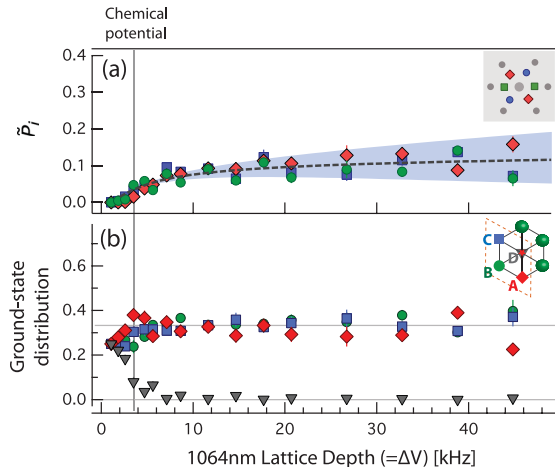 Chemical
potential
0.4
(a)
0.3
0.2
0.1
0.0
P̃i
(b)
0.6
0.4
0.2
0.0
Ground-state
distribution
C
D
B
A
0
10
20
30
40
1064nm Lattice Depth (=ΔV) [kHz]